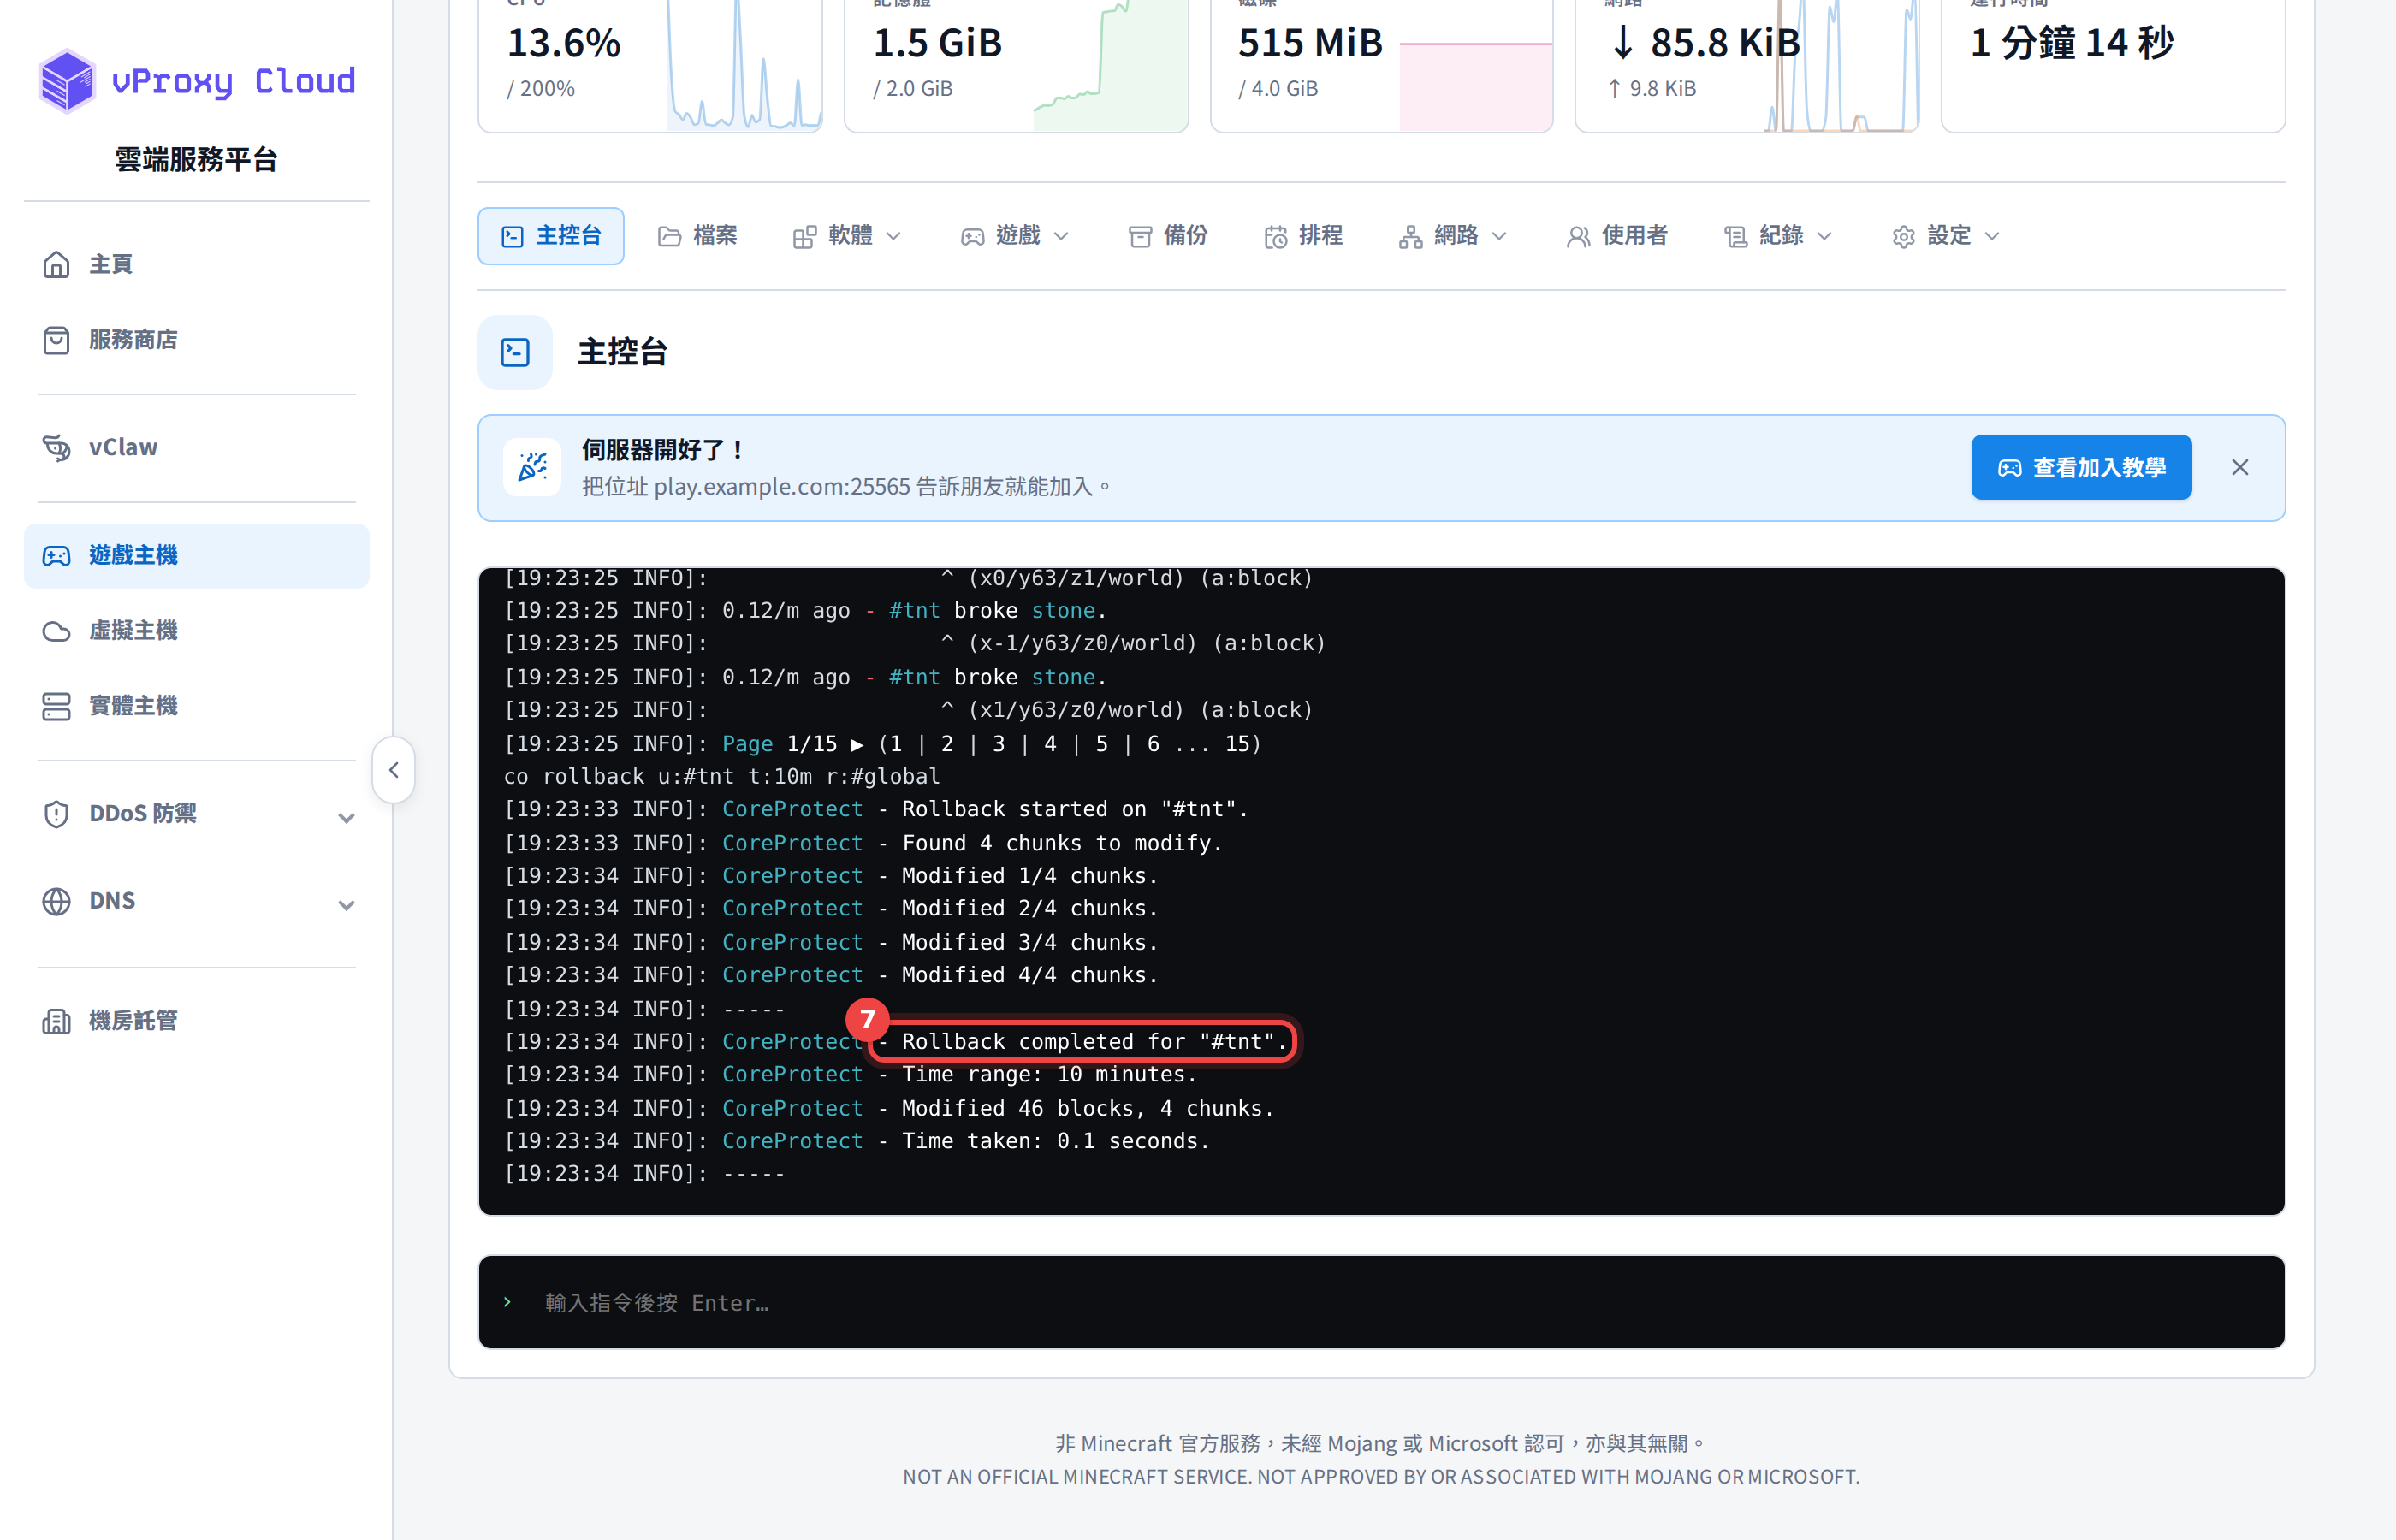 vProxy Cloud
雲端服務平台
主頁
服務商店
vClaw
遊戲主機
虛擬主機
實體主機
DDoS 防禦
DNS
機房託管
CPU
13.6%
/ 200%
記憶體
1.5 GiB
/ 2.0 GiB
磁碟
515 MiB
/ 4.0 GiB
網路
↓ 85.8 KiB
↑ 9.8 KiB
運行時間
1 分鐘 14 秒
主控台
檔案
軟體
遊戲
備份
排程
網路
使用者
紀錄
設定
主控台
伺服器開好了！
把位址 play.example.com:25565 告訴朋友就能加入。
查看加入教學
[19:23:25 INFO]:                  ^ (x0/y63/z1/world) (a:block)
[19:23:25 INFO]: 0.12/m ago - #tnt broke stone.
[19:23:25 INFO]:                  ^ (x-1/y63/z0/world) (a:block)
[19:23:25 INFO]: 0.12/m ago - #tnt broke stone.
[19:23:25 INFO]:                  ^ (x1/y63/z0/world) (a:block)
[19:23:25 INFO]: Page 1/15 ▶ (1 | 2 | 3 | 4 | 5 | 6 ... 15)
co rollback u:#tnt t:10m r:#global
[19:23:33 INFO]: CoreProtect - Rollback started on "#tnt".
[19:23:33 INFO]: CoreProtect - Found 4 chunks to modify.
[19:23:34 INFO]: CoreProtect - Modified 1/4 chunks.
[19:23:34 INFO]: CoreProtect - Modified 2/4 chunks.
[19:23:34 INFO]: CoreProtect - Modified 3/4 chunks.
[19:23:34 INFO]: CoreProtect - Modified 4/4 chunks.
[19:23:34 INFO]: -----
7
[19:23:34 INFO]: CoreProtect - Rollback completed for "#tnt".
[19:23:34 INFO]: CoreProtect - Time range: 10 minutes.
[19:23:34 INFO]: CoreProtect - Modified 46 blocks, 4 chunks.
[19:23:34 INFO]: CoreProtect - Time taken: 0.1 seconds.
[19:23:34 INFO]: -----
› 輸入指令後按 Enter…
非 Minecraft 官方服務，未經 Mojang 或 Microsoft 認可，亦與其無關。
NOT AN OFFICIAL MINECRAFT SERVICE. NOT APPROVED BY OR ASSOCIATED WITH MOJANG OR MICROSOFT.